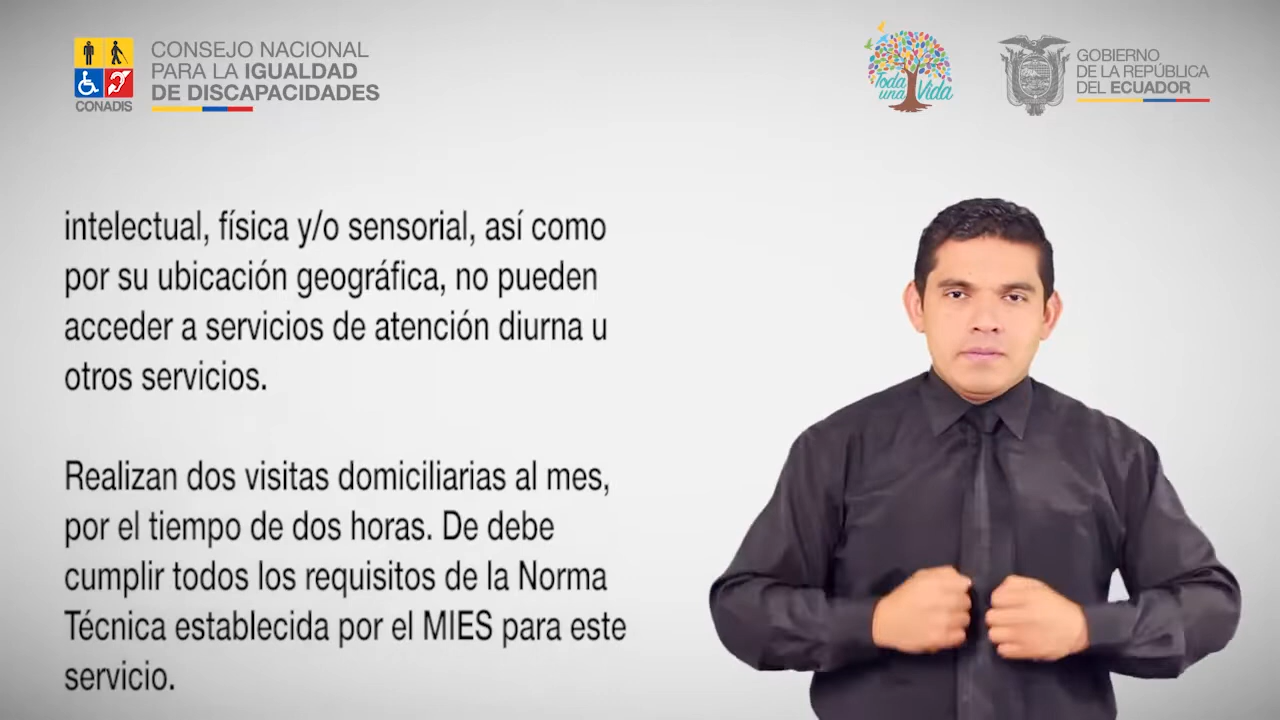 CONADIS
CONSEJO NACIONAL
PARA LA IGUALDAD
DE DISCAPACIDADES
Toda
una Vida
GOBIERNO
DE LA REPÚBLICA
DEL ECUADOR
intelectual, física y/o sensorial, así como
por su ubicación geográfica, no pueden
acceder a servicios de atención diurna u
otros servicios.
Realizan dos visitas domiciliarias al mes,
por el tiempo de dos horas. De debe
cumplir todos los requisitos de la Norma
Técnica establecida por el MIES para este
servicio.